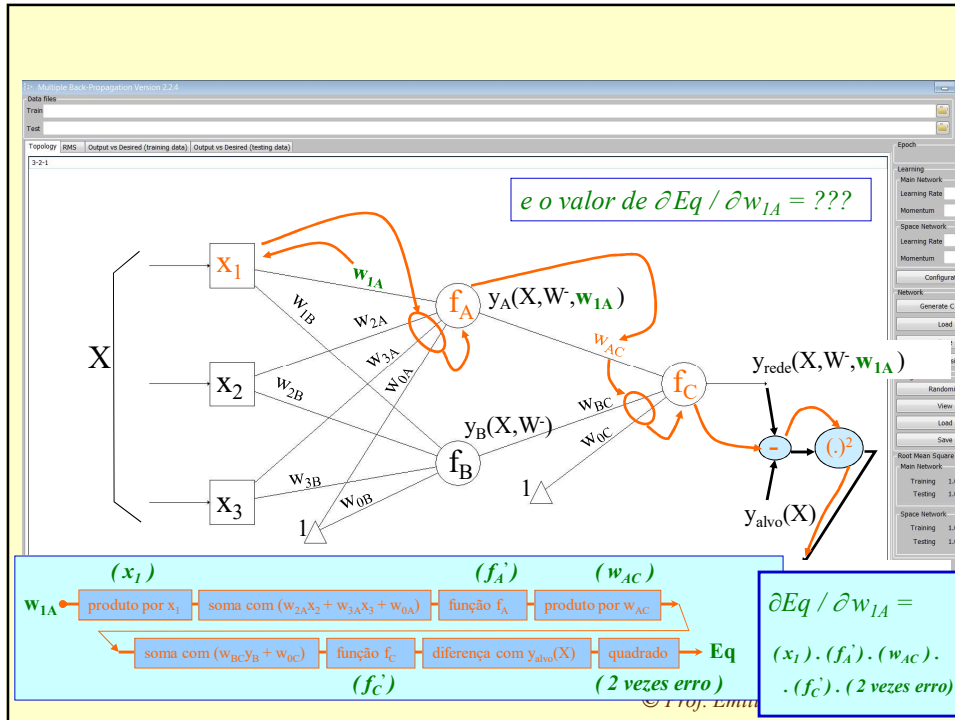 Multiple Back-Propagation Version 2.2.4
Data files
Train
Test
Topology RMS Output vs Desired (training data) Output vs Desired (testing data)
3-2-1
Epoch
Learning
Main Network
Learning Rate
Momentum
Space Network
Learning Rate
Momentum
Network
Load
View
Load
Save
Root Mean Square
Main Network
Training
Testing
Space Network
Training
Testing
e o valor de ∂Eq / ∂w1A = ???
X
x1
x2
x3
w1A
w1B
w2A
w3A
w0A
w2B
w3B
w0B
1
fA
yA(X,W-,w1A)
fB
yB(X,W-)
wAC
wBC
w0C
1
fC
yrede(X,W-,w1A)
-
(.)²
yalvo(X)
( x1 ) ( fA’ ) ( wAC )
w1A produto por x1 soma com (w2Ax2 + w3Ax3 + w0A) função fA produto por wAC
soma com (wBCyB + w0C) função fC diferença com yalvo(X) quadrado Eq
( fC’ ) ( 2 vezes erro )
∂Eq / ∂w1A =
( x1 ) . ( fA’ ) . ( wAC ) .
. ( fC’ ) . ( 2 vezes erro)
© Prof.